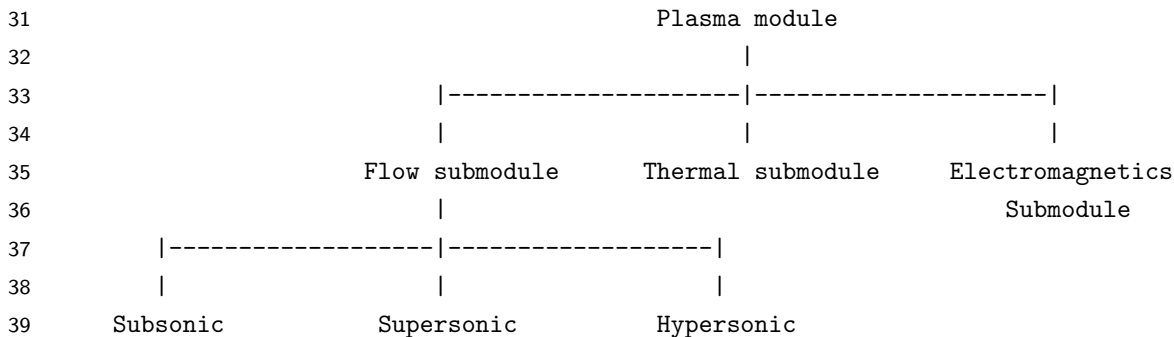 31 Plasma module
32 |
33 |---------------------|---------------------|
34 | | |
35 Flow submodule Thermal submodule Electromagnetics
36 | Submodule
37 |-------------------|-------------------|
38 | | |
39 Subsonic Supersonic Hypersonic